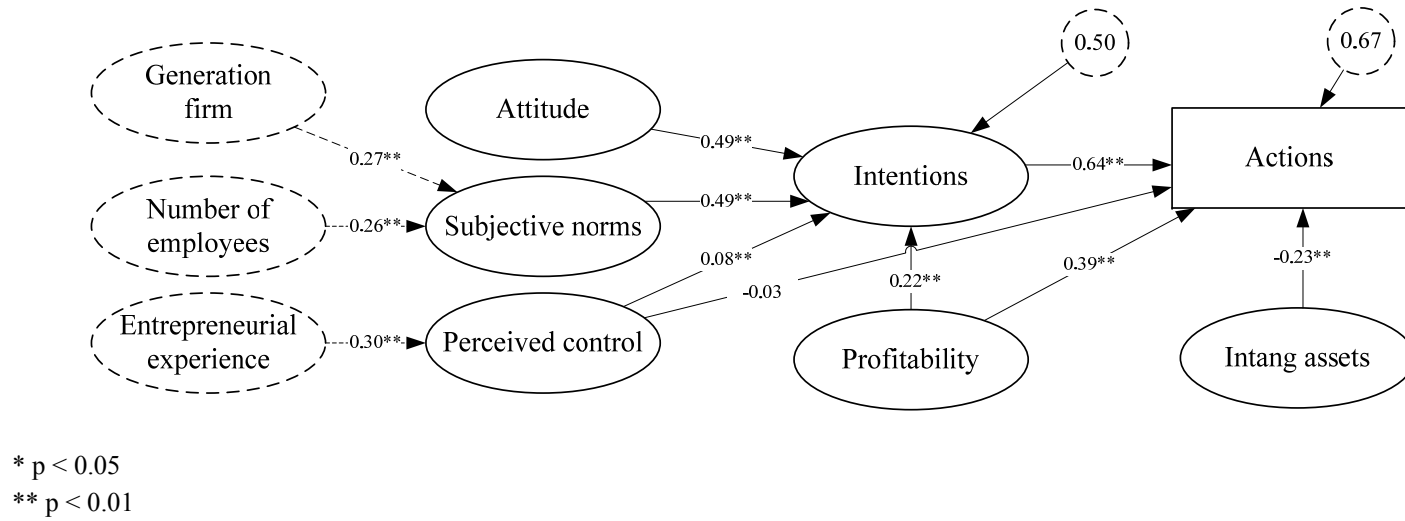 Generation
firm
Number of
employees
Entrepreneurial
experience
0.27**
0.26**
0.30**
Attitude
Subjective norms
Perceived control
0.49**
0.49**
0.08**
-0.03
0.50
Intentions
0.22**
Profitability
0.64**
0.39**
0.67
Actions
-0.23**
Intang assets
* p < 0.05
** p < 0.01